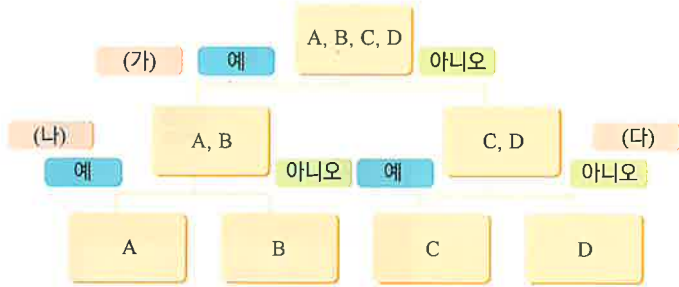 A, B, C, D
(가) 예 아니오
(나) A, B C, D (다)
예 아니오 예 아니오
A B C D